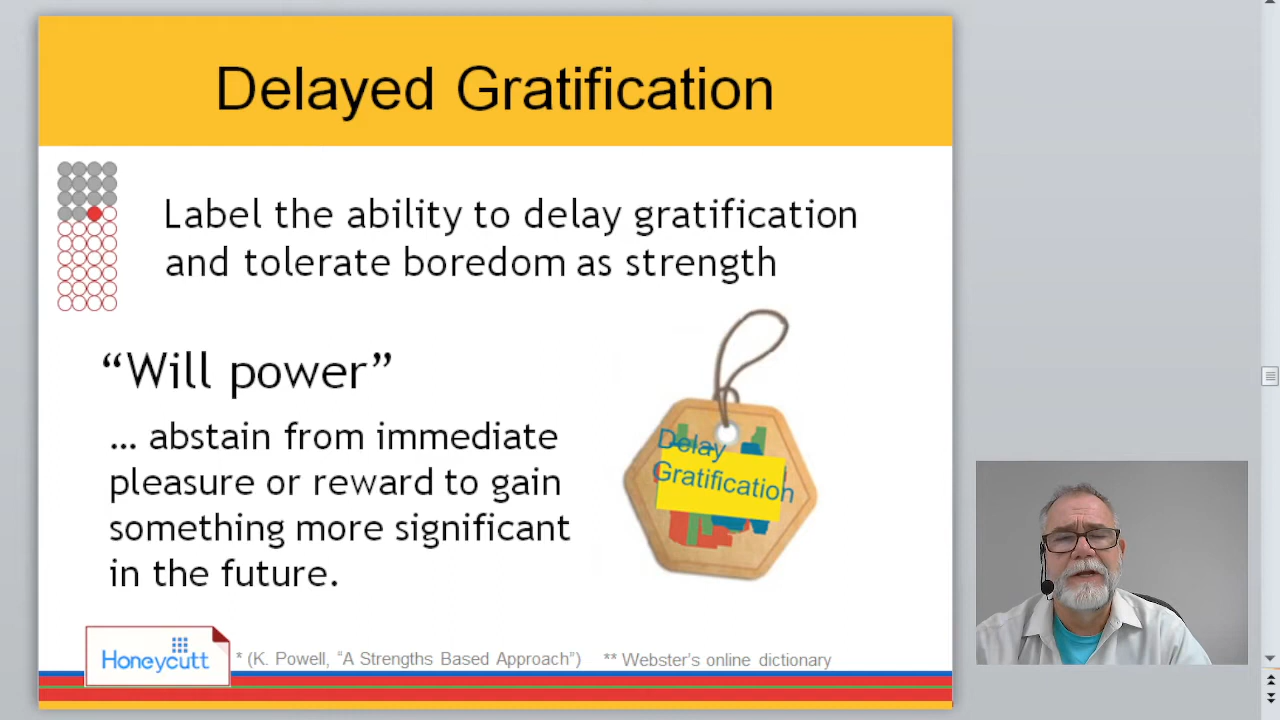 Delayed Gratification
Label the ability to delay gratification
and tolerate boredom as strength
“Will power”
... abstain from immediate
pleasure or reward to gain
something more significant
in the future.
Delay
Gratification
Honeycutt
* (K. Powell, “A Strengths Based Approach”) ** Webster’s online dictionary